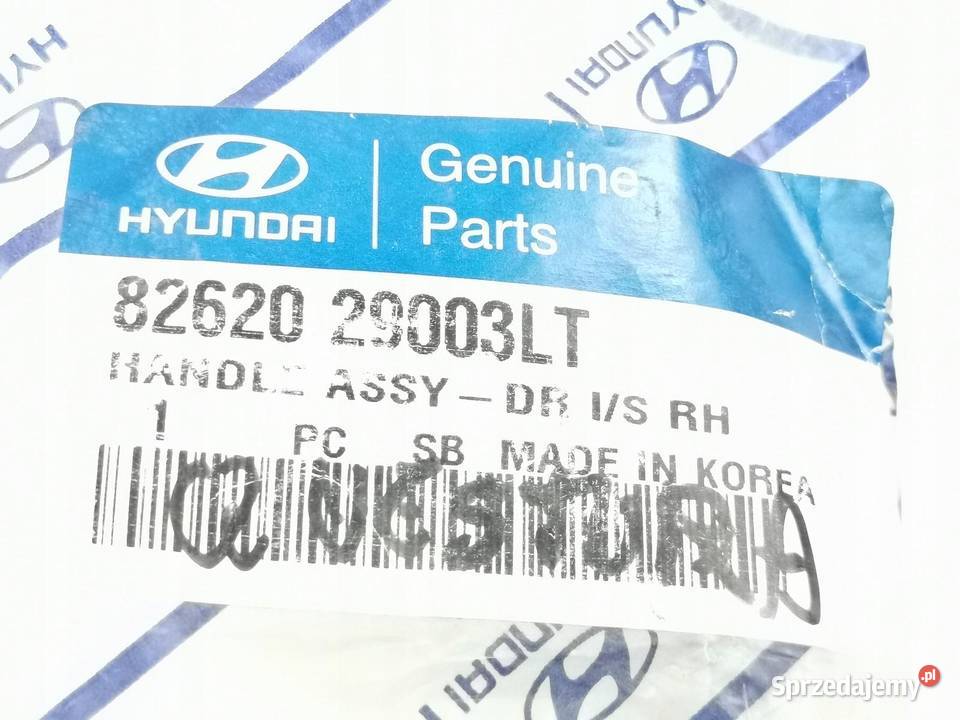 HYUNDAI
HYUNDAI
HYUNDAI
Genuine
Parts
82620 29003LT
HANDLE ASSY-DR I/S RH
1 PC SB MADE IN KOREA
HYUNDAI
Sprzedajemy.pl